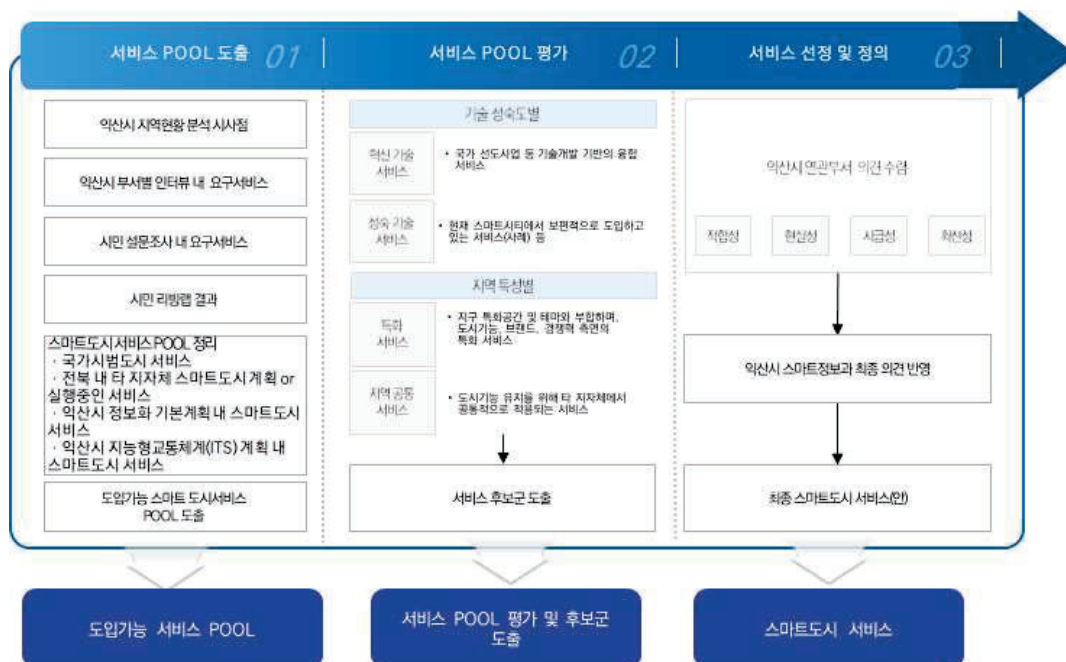 서비스 POOL 도출 01
서비스 POOL 평가 02
서비스 선정 및 정의 03
익산시 지역현황 분석 시사점
익산시 부서별 인터뷰 내 요구서비스
시민 설문조사 내 요구서비스
시민 리빙랩 결과
스마트도시 서비스 POOL 정리
· 국가시범도시 서비스
· 전북 내 타 지자체 스마트도시 계획 or
실행중인 서비스
· 익산시 정보화 기본계획 내 스마트도시
서비스
· 익산시 지능형교통체계(ITS) 계획 내
스마트도시 서비스
도입가능 스마트 도시서비스
POOL 도출
기술 성숙도별
혁신 기술
서비스
• 국가 선도사업 등 기술개발 기반의 융합
서비스
성숙 기술
서비스
• 현재 스마트시티에서 보편적으로 도입하고
있는 서비스(사례) 등
지역 특성별
특화
서비스
• 지구 특화공간 및 테마와 부합하며,
도시기능, 브랜드, 경쟁력 측면의
특화 서비스
지역 공통
서비스
• 도시기능 유지를 위해 타 지자체에서
공통적으로 적용되는 서비스
서비스 후보군 도출
익산시 연관부서 의견 수렴
적합성
현실성
시급성
확산성
익산시 스마트정보과 최종 의견 반영
최종 스마트도시 서비스(안)
도입가능 서비스 POOL
서비스 POOL 평가 및 후보군
도출
스마트도시 서비스